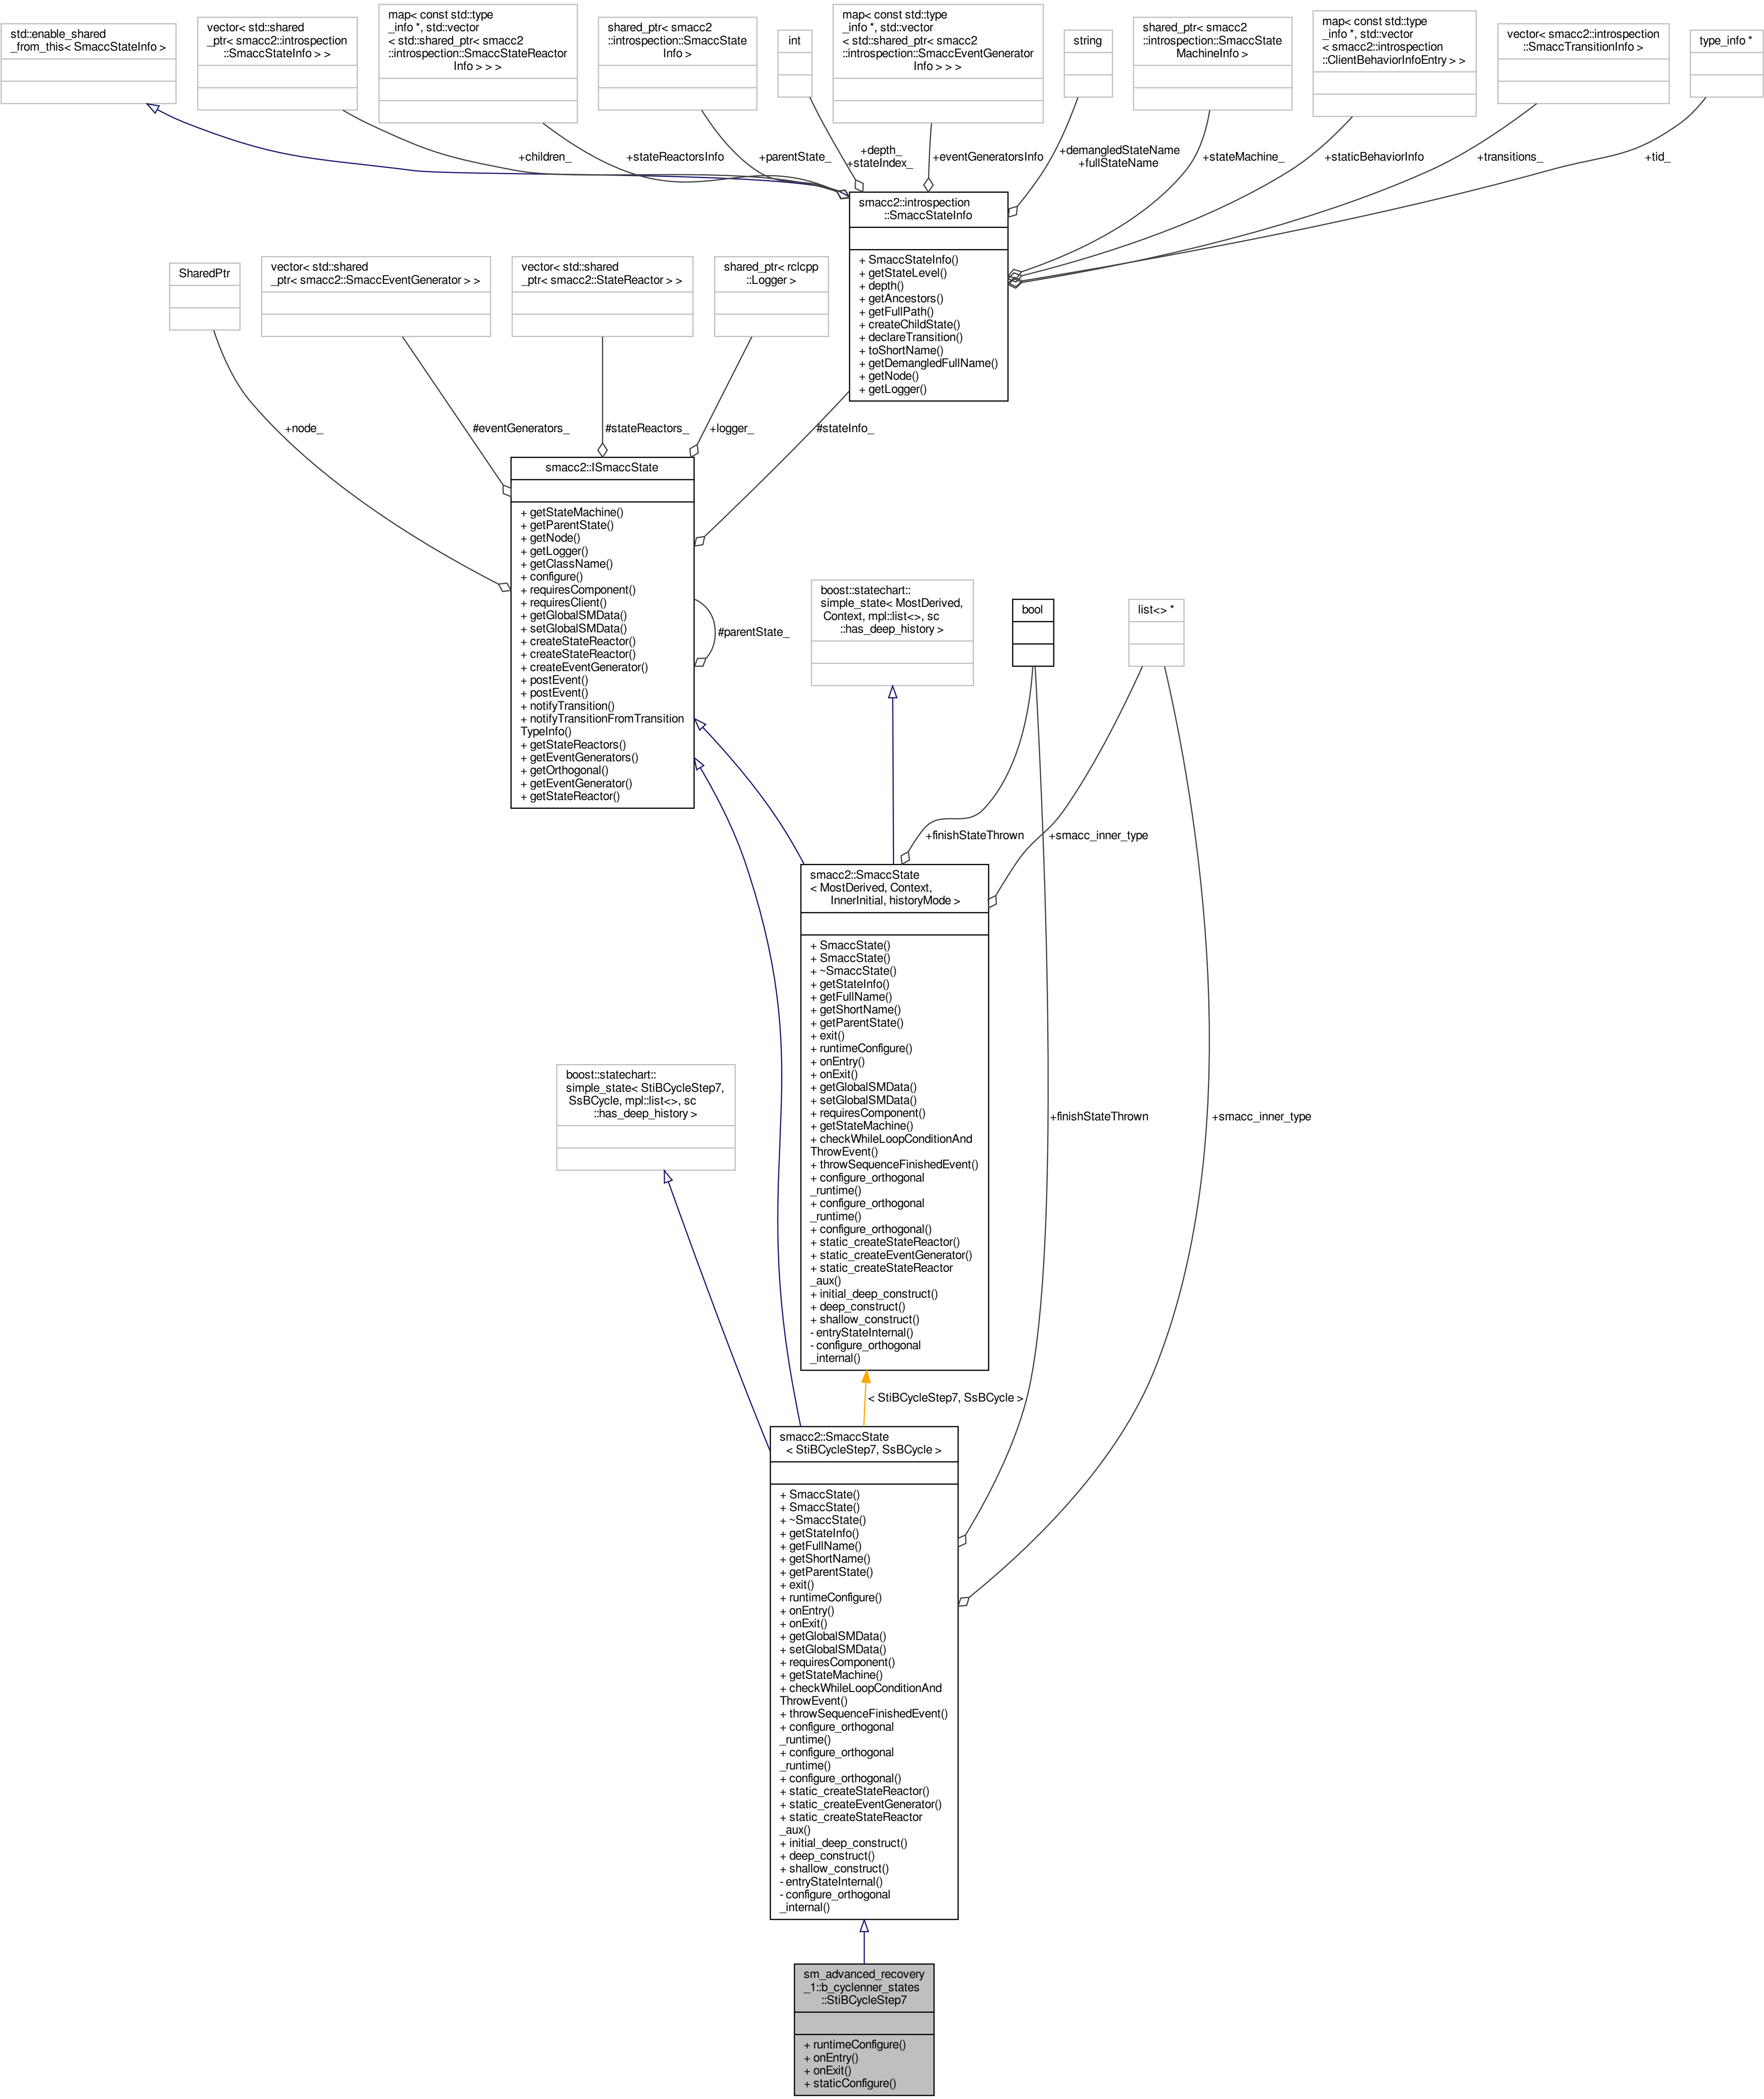 std::enable_shared
_from_this< SmaccStateInfo >
vector< std::shared
_ptr< smacc2::introspection
::SmaccStateInfo > >
map< const std::type
_info *, std::vector
< std::shared_ptr< smacc2
::introspection::SmaccStateReactor
Info > > >
shared_ptr< smacc2
::introspection::SmaccState
Info >
int
map< const std::type
_info *, std::vector
< std::shared_ptr< smacc2
::introspection::SmaccEventGenerator
Info > > >
string
shared_ptr< smacc2
::introspection::SmaccState
MachineInfo >
map< const std::type
_info *, std::vector
< smacc2::introspection
::ClientBehaviorInfoEntry > >
vector< smacc2::introspection
::SmaccTransitionInfo >
type_info *
+children_
+stateReactorsInfo
+parentState_
+depth_
+stateIndex_
+eventGeneratorsInfo
+demangledStateName
+fullStateName
+stateMachine_
+staticBehaviorInfo
+transitions_
+tid_
smacc2::introspection
::SmaccStateInfo
+ SmaccStateInfo()
+ getStateLevel()
+ depth()
+ getAncestors()
+ getFullPath()
+ createChildState()
+ declareTransition()
+ toShortName()
+ getDemangledFullName()
+ getNode()
+ getLogger()
SharedPtr
vector< std::shared
_ptr< smacc2::SmaccEventGenerator > >
vector< std::shared
_ptr< smacc2::StateReactor > >
shared_ptr< rclcpp
::Logger >
+node_
#eventGenerators_
#stateReactors_
+logger_
#stateInfo_
smacc2::ISmaccState
+ getStateMachine()
+ getParentState()
+ getNode()
+ getLogger()
+ getClassName()
+ configure()
+ requiresComponent()
+ requiresClient()
+ getGlobalSMData()
+ setGlobalSMData()
+ createStateReactor()
+ createStateReactor()
+ createEventGenerator()
+ postEvent()
+ postEvent()
+ notifyTransition()
+ notifyTransitionFromTransition
TypeInfo()
+ getStateReactors()
+ getEventGenerators()
+ getOrthogonal()
+ getEventGenerator()
+ getStateReactor()
#parentState_
boost::statechart::
simple_state< MostDerived,
Context, mpl::list<>, sc
::has_deep_history >
bool
list<> *
+finishStateThrown
+smacc_inner_type
smacc2::SmaccState
< MostDerived, Context,
InnerInitial, historyMode >
+ SmaccState()
+ SmaccState()
+ ~SmaccState()
+ getStateInfo()
+ getFullName()
+ getShortName()
+ getParentState()
+ exit()
+ runtimeConfigure()
+ onEntry()
+ onExit()
+ getGlobalSMData()
+ setGlobalSMData()
+ requiresComponent()
+ getStateMachine()
+ checkWhileLoopConditionAnd
ThrowEvent()
+ throwSequenceFinishedEvent()
+ configure_orthogonal
_runtime()
+ configure_orthogonal
_runtime()
+ configure_orthogonal()
+ static_createStateReactor()
+ static_createEventGenerator()
+ static_createStateReactor
_aux()
+ initial_deep_construct()
+ deep_construct()
+ shallow_construct()
- entryStateInternal()
- configure_orthogonal
_internal()
boost::statechart::
simple_state< StiBCycleStep7,
SsBCycle, mpl::list<>, sc
::has_deep_history >
+finishStateThrown
+smacc_inner_type
< StiBCycleStep7, SsBCycle >
smacc2::SmaccState
< StiBCycleStep7, SsBCycle >
+ SmaccState()
+ SmaccState()
+ ~SmaccState()
+ getStateInfo()
+ getFullName()
+ getShortName()
+ getParentState()
+ exit()
+ runtimeConfigure()
+ onEntry()
+ onExit()
+ getGlobalSMData()
+ setGlobalSMData()
+ requiresComponent()
+ getStateMachine()
+ checkWhileLoopConditionAnd
ThrowEvent()
+ throwSequenceFinishedEvent()
+ configure_orthogonal
_runtime()
+ configure_orthogonal
_runtime()
+ configure_orthogonal()
+ static_createStateReactor()
+ static_createEventGenerator()
+ static_createStateReactor
_aux()
+ initial_deep_construct()
+ deep_construct()
+ shallow_construct()
- entryStateInternal()
- configure_orthogonal
_internal()
sm_advanced_recovery
_1::b_cyclenner_states
::StiBCycleStep7
+ runtimeConfigure()
+ onEntry()
+ onExit()
+ staticConfigure()